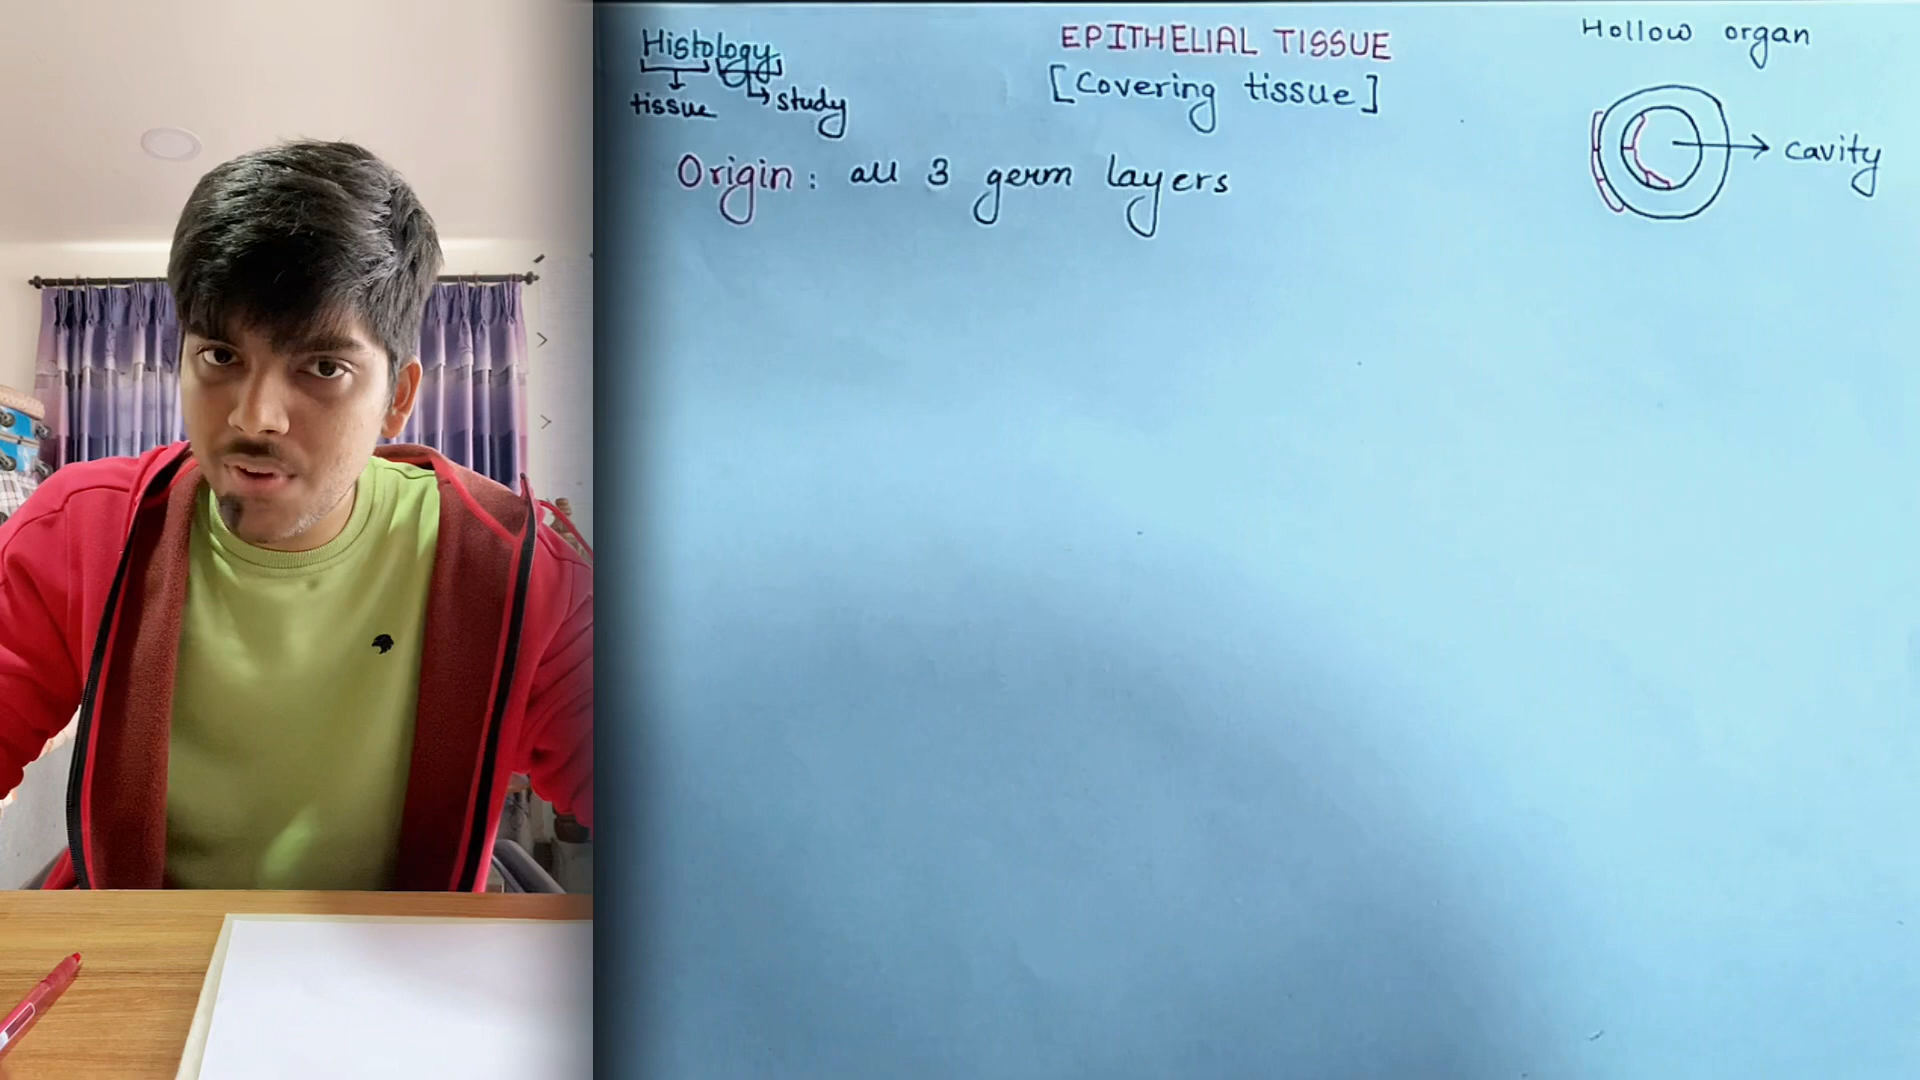 Histology
tissue
study
EPITHELIAL TISSUE
[Covering tissue]
Hollow organ
cavity
Origin: all 3 germ layers